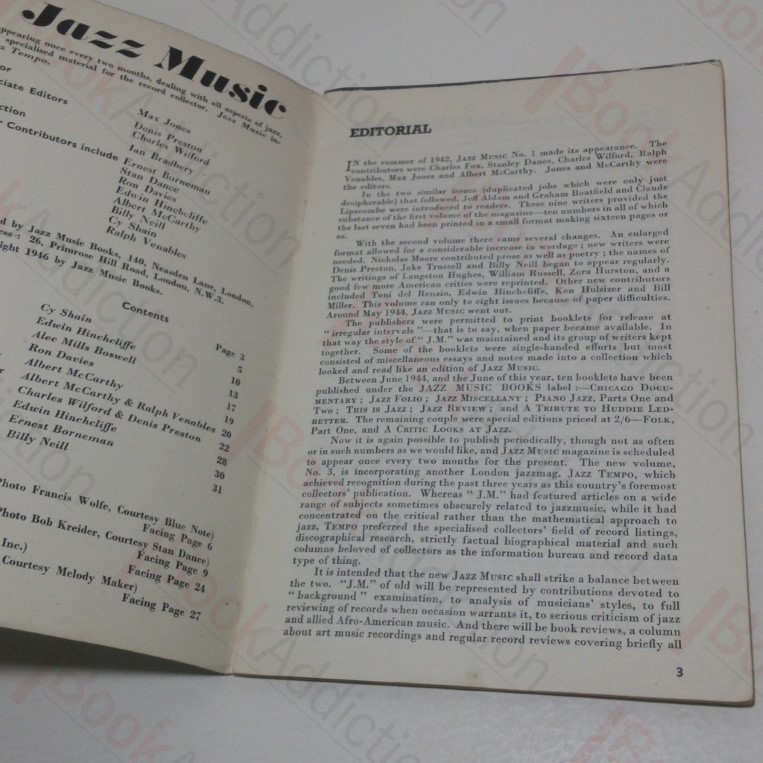 Jazz Music
appearing once every two months, dealing with all aspects of jazz,
specialised material for the record collector. Jazz Music in-
Tempo.
ciate Editors
Max Jones
Denis Preston
Charles Wilford
Ian Bradbery
Contributors include
Ernest Borneman
Stan Dance
Ron Davies
Edwin Hinchcliffe
Albert McCarthy
Billy Neill
Cy Shain
Ralph Venables
by Jazz Music Books, 140, Neasden Lane, London,
26, Primrose Hill Road, London, N.W.3.
1946 by Jazz Music Books.
Contents
Cy Shain Page 3
Edwin Hinchcliffe 5
Alec Mills Boswell 10
Ron Davies 13
Albert McCarthy 17
Albert McCarthy & Ralph Venables 19
Charles Wilford & Denis Preston 20
Edwin Hinchcliffe 22
Ernest Borneman 28
Billy Neill 30
31
Photo Francis Wolfe, Courtesy Blue Note)
Facing Page 6
Photo Bob Kreider, Courtesy Stan Dance)
Facing Page 9
Inc.)
Facing Page 24
Courtesy Melody Maker)
Facing Page 27
EDITORIAL
IN the summer of 1942, JAZZ MUSIC No. 1 made its appearance. The
contributors were Charles Fox, Stanley Dance, Charles Wilford, Ralph
Venables, Max Jones and Albert McCarthy. Jones and McCarthy were
the editors.
In the two similar issues (duplicated jobs which were only just
decipherable) that followed, Jeff Aldam and Graham Boatfield and Claude
Lipscombe were introduced to readers. These nine writers provided the
substance of the first volume of the magazine—ten numbers in all of which
the last seven had been printed in a small format making sixteen pages or
so.
With the second volume there came several changes. An enlarged
format allowed for a considerable increase in wordage; new writers were
needed. Nicholas Moore contributed prose as well as poetry; the names of
Denis Preston, Jake Trussell and Billy Neill began to appear regularly.
The writings of Langston Hughes, William Russell, Zora Hurston, and a
good few more American critics were reprinted. Other new contributors
included Toni del Renzio, Edwin Hinchcliffe, Ken Hulsizer and Bill
Miller. This volume ran only to eight issues because of paper difficulties.
Around May 1944, JAZZ MUSIC went out.
The publishers were permitted to print booklets for release at
"irregular intervals"—that is to say, when paper became available. In
that way the style of "J.M." was maintained and its group of writers kept
together. Some of the booklets were single-handed efforts but most
consisted of miscellaneous essays and notes made into a collection which
looked and read like an edition of JAZZ MUSIC.
Between June 1944, and the June of this year, ten booklets have been
published under the JAZZ MUSIC BOOKS label:—CHICAGO DOCU-
MENTARY; JAZZ FOLIO; JAZZ MISCELLANY; PIANO JAZZ, PARTS One and
Two; THIS IS JAZZ; JAZZ REVIEW; and A TRIBUTE TO HUDDIE LED-
BETTER. The remaining couple were special editions priced at 2/6—FOLK,
Part One, and A CRITIC LOOKS AT JAZZ.
Now it is again possible to publish periodically, though not as often
or in such numbers as we would like, and JAZZ MUSIC magazine is scheduled
to appear once every two months for the present. The new volume,
No. 3, is incorporating another London jazzmag, JAZZ TEMPO, which
achieved recognition during the past three years as this country's foremost
collectors' publication. Whereas "J.M." had featured articles on a wide
range of subjects sometimes obscurely related to jazzmusic, while it had
concentrated on the critical rather than the mathematical approach to
jazz, TEMPO preferred the specialised collectors' field of record listings,
discographical research, strictly factual biographical material and such
columns beloved of collectors as the information bureau and record data
type of thing.
It is intended that the new JAZZ MUSIC shall strike a balance between
the two. "J.M." of old will be represented by contributions devoted to
"background" examination, to analysis of musicians' styles, to full
reviewing of records when occasion warrants it, to serious criticism of jazz
and allied Afro-American music. And there will be book reviews, a column
about art music recordings and regular record reviews covering briefly all
3